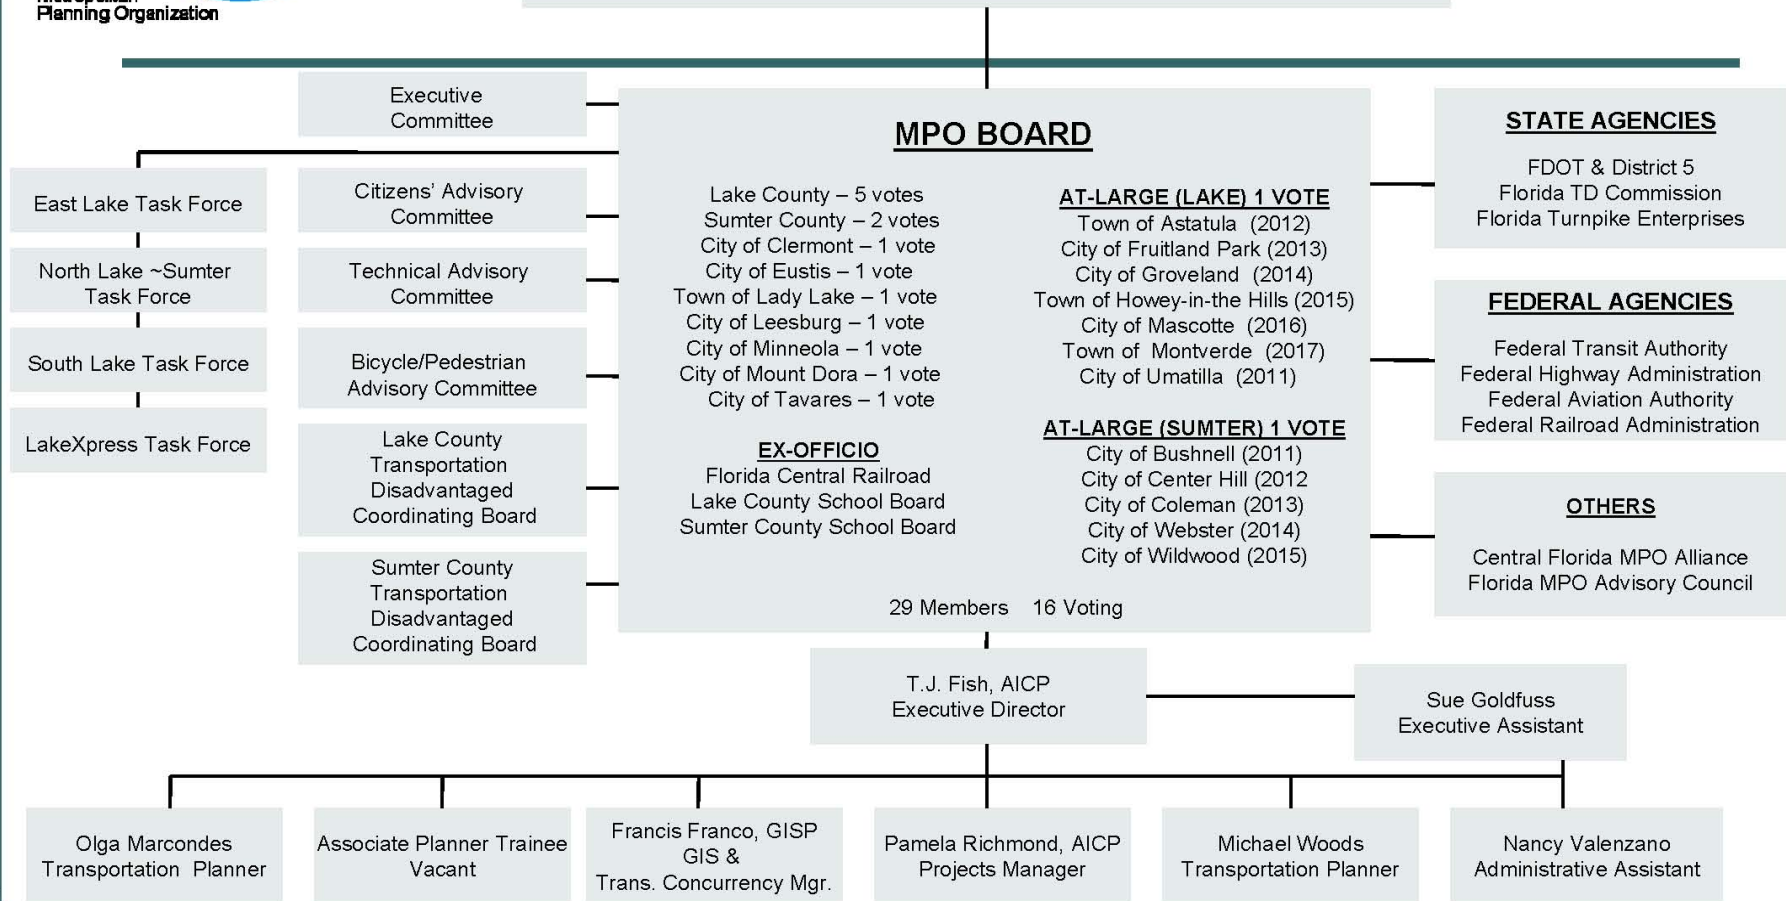 Planning Organization
Executive
Committee
East Lake Task Force
North Lake ~Sumter
Task Force
South Lake Task Force
LakeXpress Task Force
Citizens’ Advisory
Committee
Technical Advisory
Committee
Bicycle/Pedestrian
Advisory Committee
Lake County
Transportation
Disadvantaged
Coordinating Board
Sumter County
Transportation
Disadvantaged
Coordinating Board
MPO BOARD
Lake County – 5 votes
Sumter County – 2 votes
City of Clermont – 1 vote
City of Eustis – 1 vote
Town of Lady Lake – 1 vote
City of Leesburg – 1 vote
City of Minneola – 1 vote
City of Mount Dora – 1 vote
City of Tavares – 1 vote
EX-OFFICIO
Florida Central Railroad
Lake County School Board
Sumter County School Board
AT-LARGE (LAKE) 1 VOTE
Town of Astatula (2012)
City of Fruitland Park (2013)
City of Groveland (2014)
Town of Howey-in-the Hills (2015)
City of Mascotte (2016)
Town of Montverde (2017)
City of Umatilla (2011)
AT-LARGE (SUMTER) 1 VOTE
City of Bushnell (2011)
City of Center Hill (2012
City of Coleman (2013)
City of Webster (2014)
City of Wildwood (2015)
29 Members 16 Voting
STATE AGENCIES
FDOT & District 5
Florida TD Commission
Florida Turnpike Enterprises
FEDERAL AGENCIES
Federal Transit Authority
Federal Highway Administration
Federal Aviation Authority
Federal Railroad Administration
OTHERS
Central Florida MPO Alliance
Florida MPO Advisory Council
T.J. Fish, AICP
Executive Director
Sue Goldfuss
Executive Assistant
Olga Marcondes
Transportation Planner
Associate Planner Trainee
Vacant
Francis Franco, GISP
GIS &
Trans. Concurrency Mgr.
Pamela Richmond, AICP
Projects Manager
Michael Woods
Transportation Planner
Nancy Valenzano
Administrative Assistant